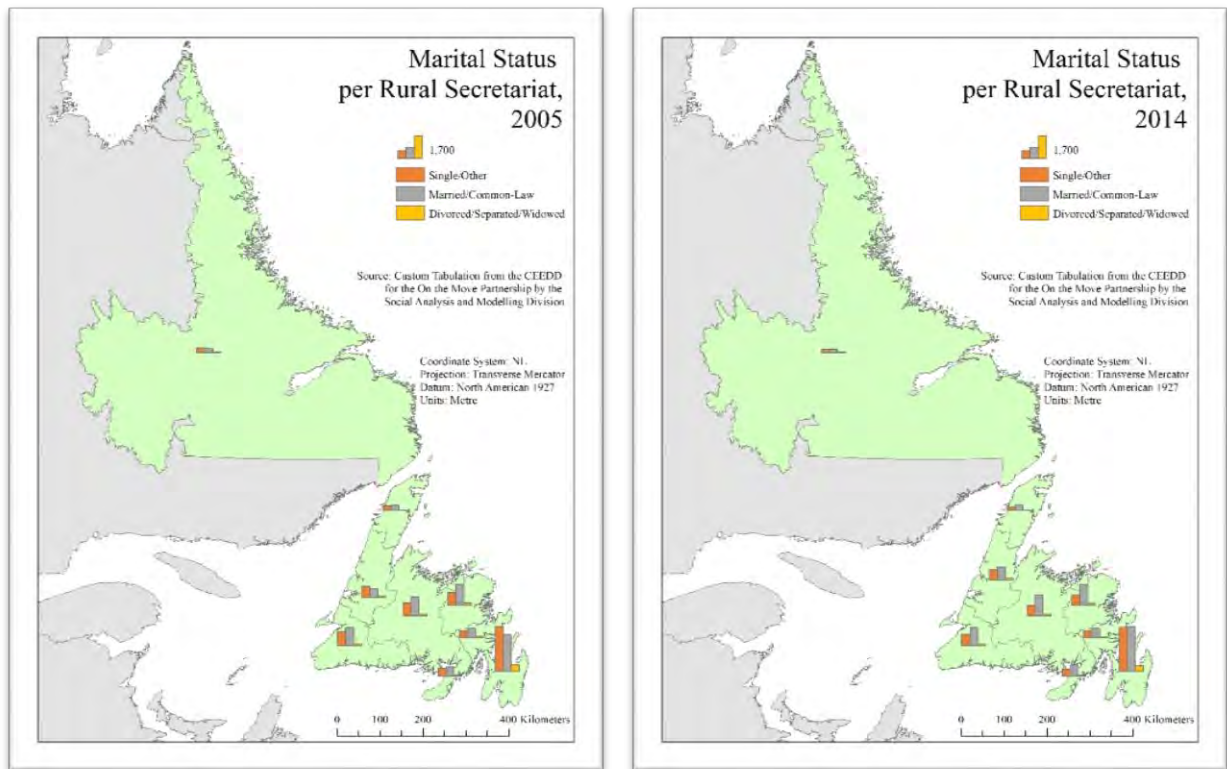 Marital Status
per Rural Secretariat,
2005
1,700
Single/Other
Married/Common-Law
Divorced/Separated/Widowed
Source: Custom Tabulation from the CEEDD
for the On the Move Partnership by the
Social Analysis and Modelling Division
Coordinate System: NL
Projection: Transverse Mercator
Datum: North American 1927
Units: Metre
0 100 200 400 Kilometers
Marital Status
per Rural Secretariat,
2014
1,700
Single/Other
Married/Common-Law
Divorced/Separated/Widowed
Source: Custom Tabulation from the CEEDD
for the On the Move Partnership by the
Social Analysis and Modelling Division
Coordinate System: NL
Projection: Transverse Mercator
Datum: North American 1927
Units: Metre
0 100 200 400 Kilometers